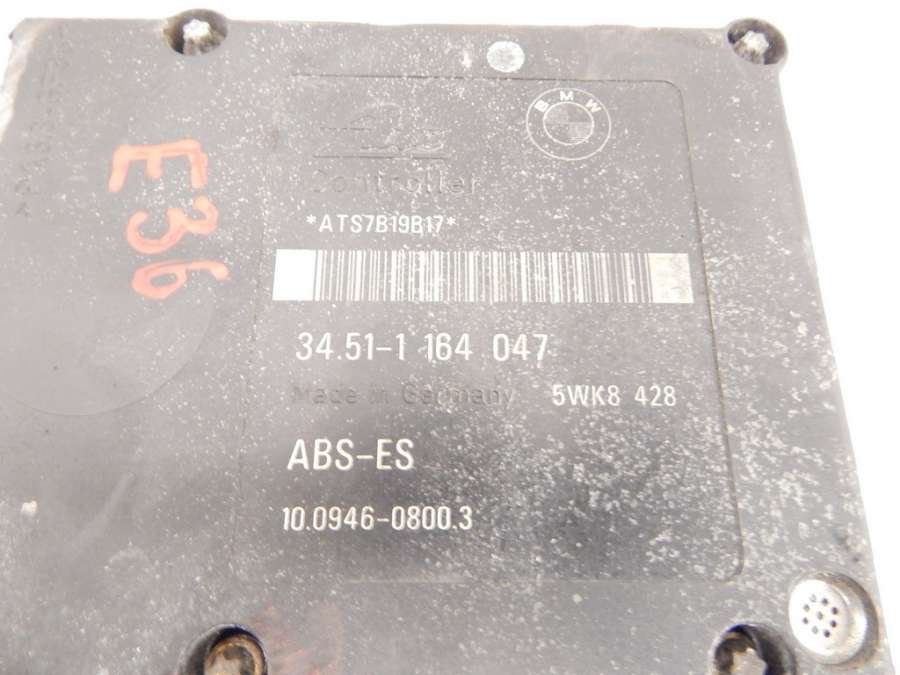 BMW
Controller
*ATS7B19B17*
34.51-1 164 047
Made in Germany 5WK8 428
ABS-ES
10.0946-0800.3
E36